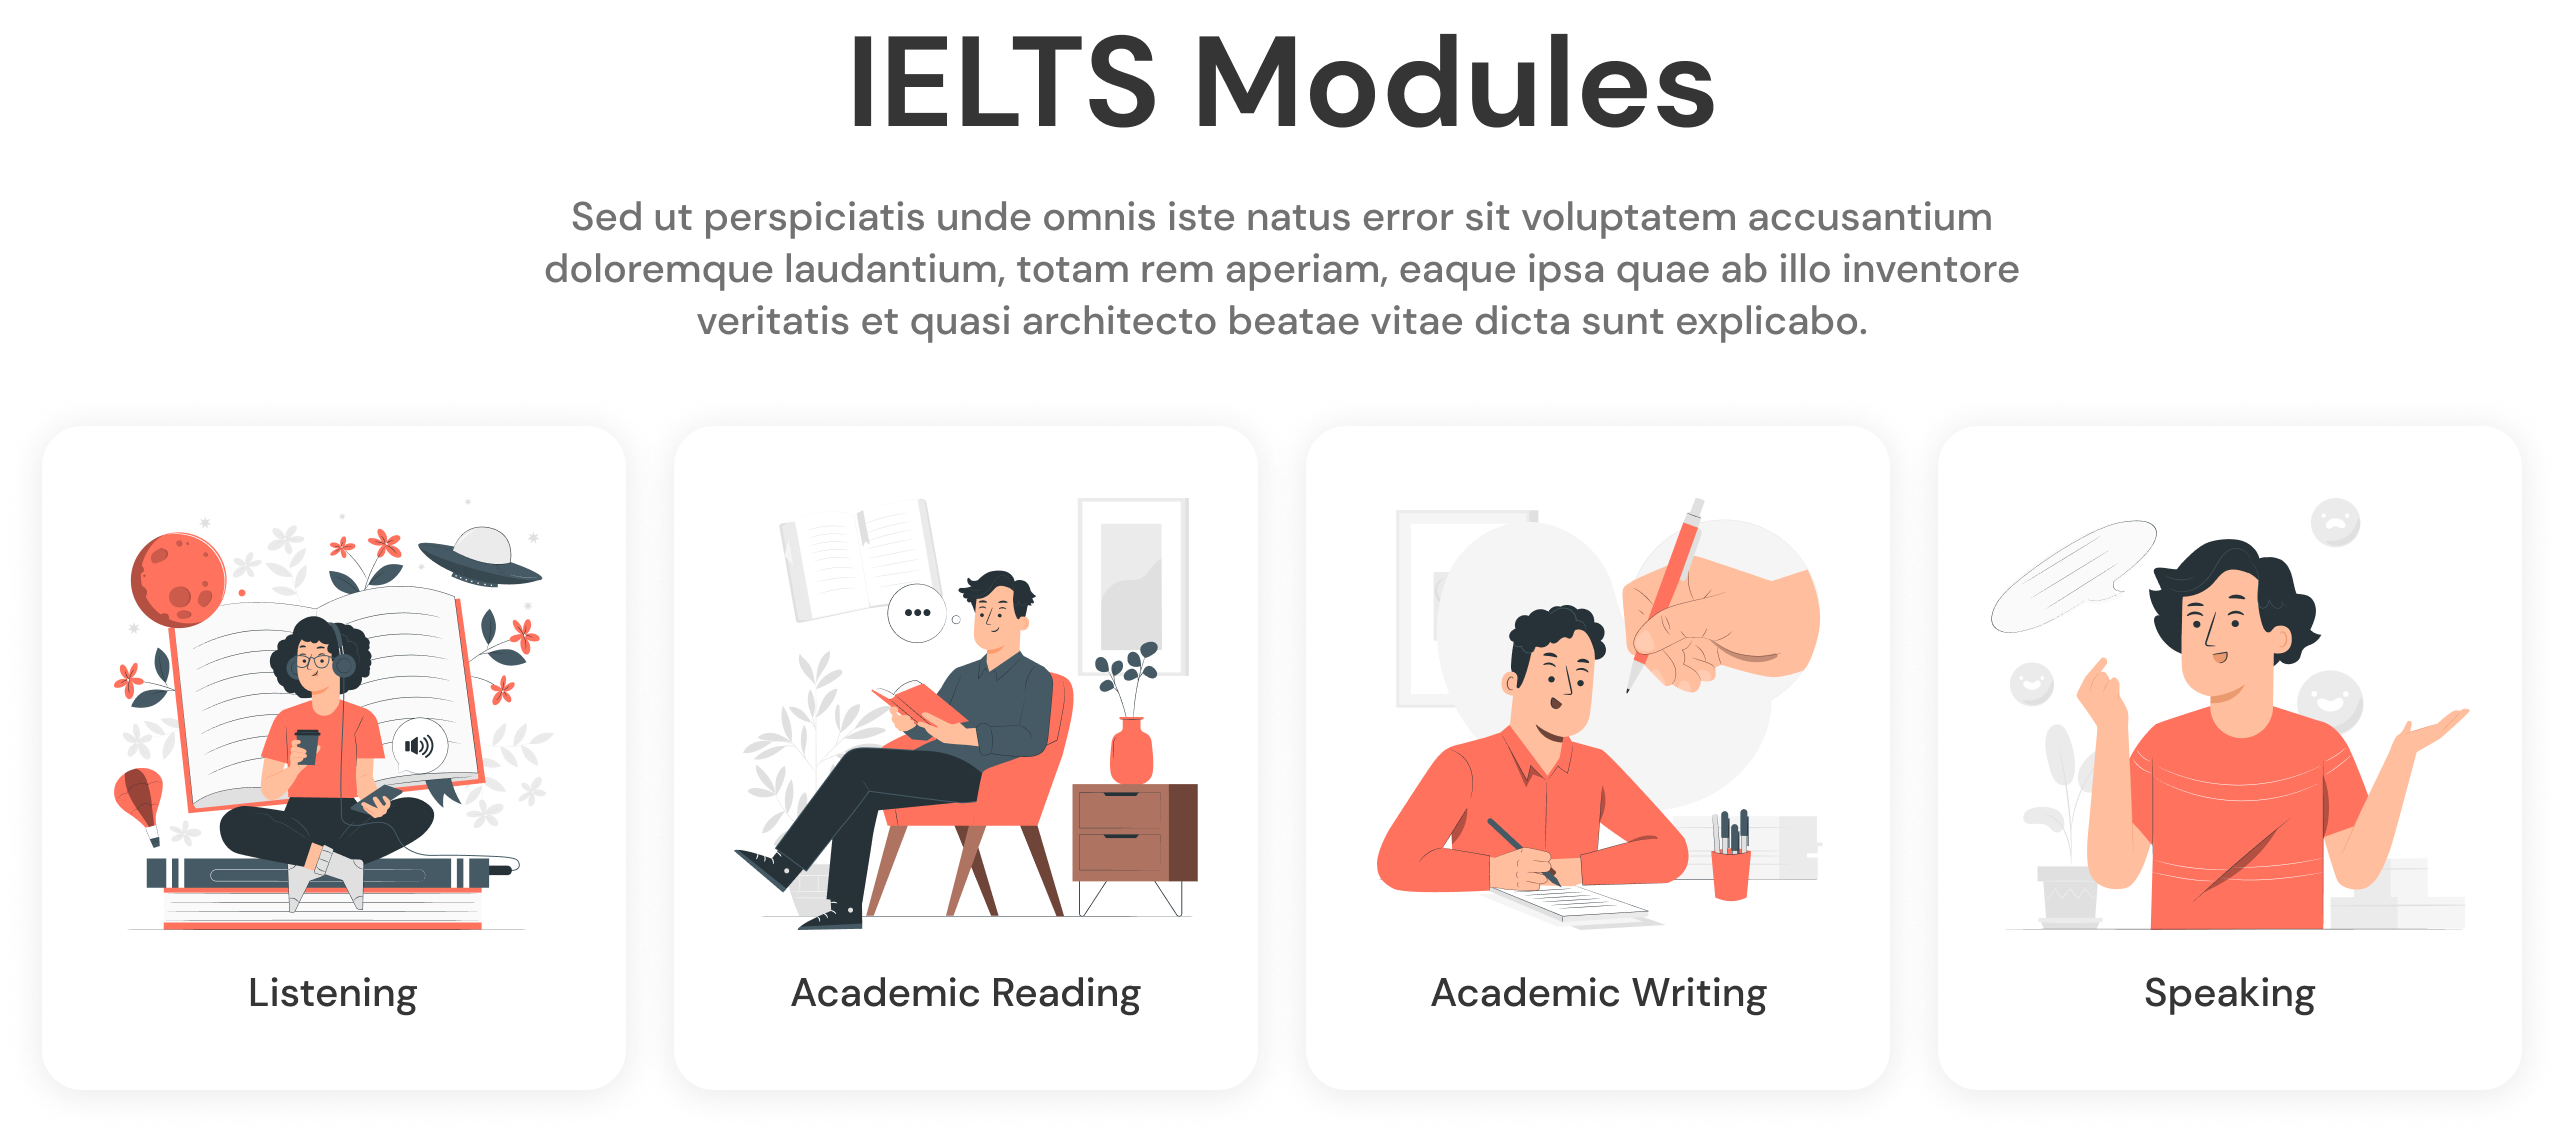 IELTS Modules
Sed ut perspiciatis unde omnis iste natus error sit voluptatem accusantium
doloremque laudantium, totam rem aperiam, eaque ipsa quae ab illo inventore
veritatis et quasi architecto beatae vitae dicta sunt explicabo.
Listening
Academic Reading
Academic Writing
Speaking